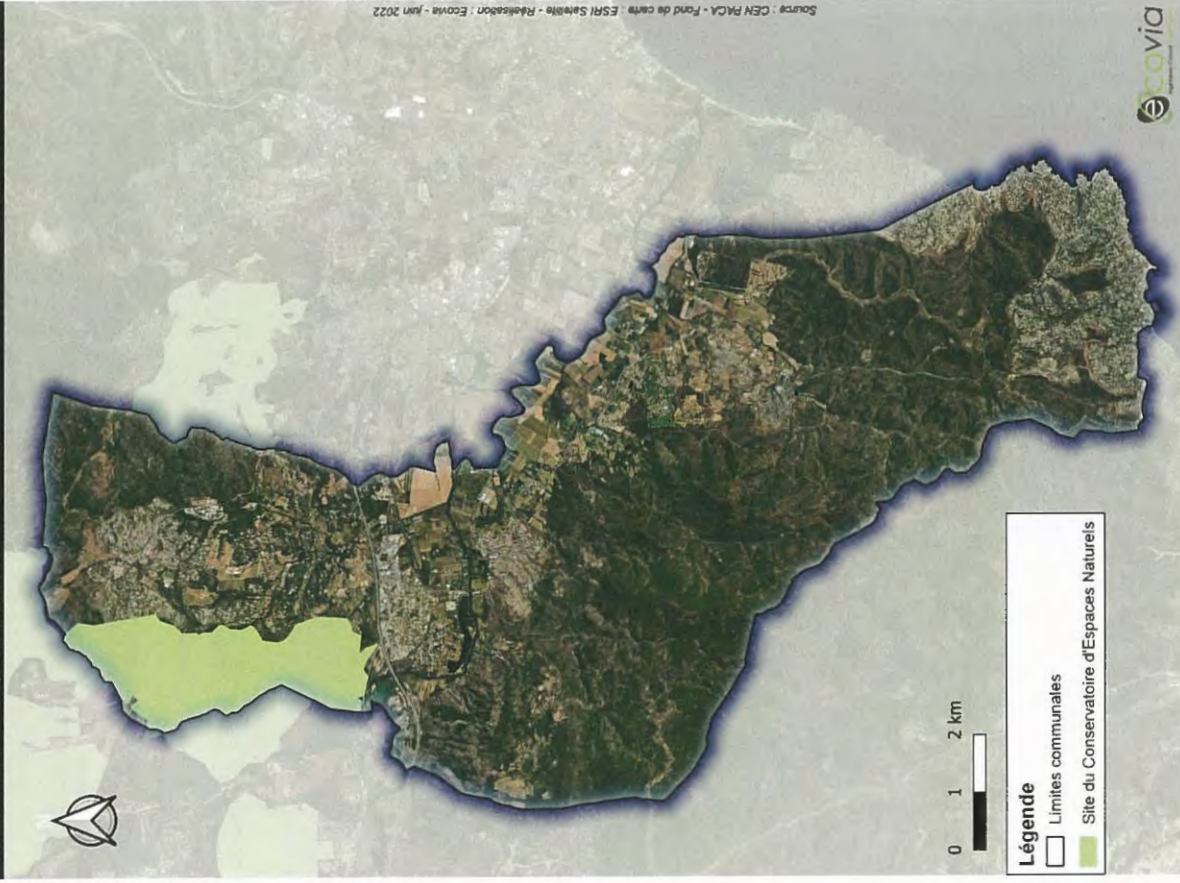 Source : CEN PACA - Fond de carte : ESRI Satellite - Réalisation : Ecovia - juin 2022
0 1 2 km
Légende
Limites communales
Site du Conservatoire d'Espaces Naturels
ecovia